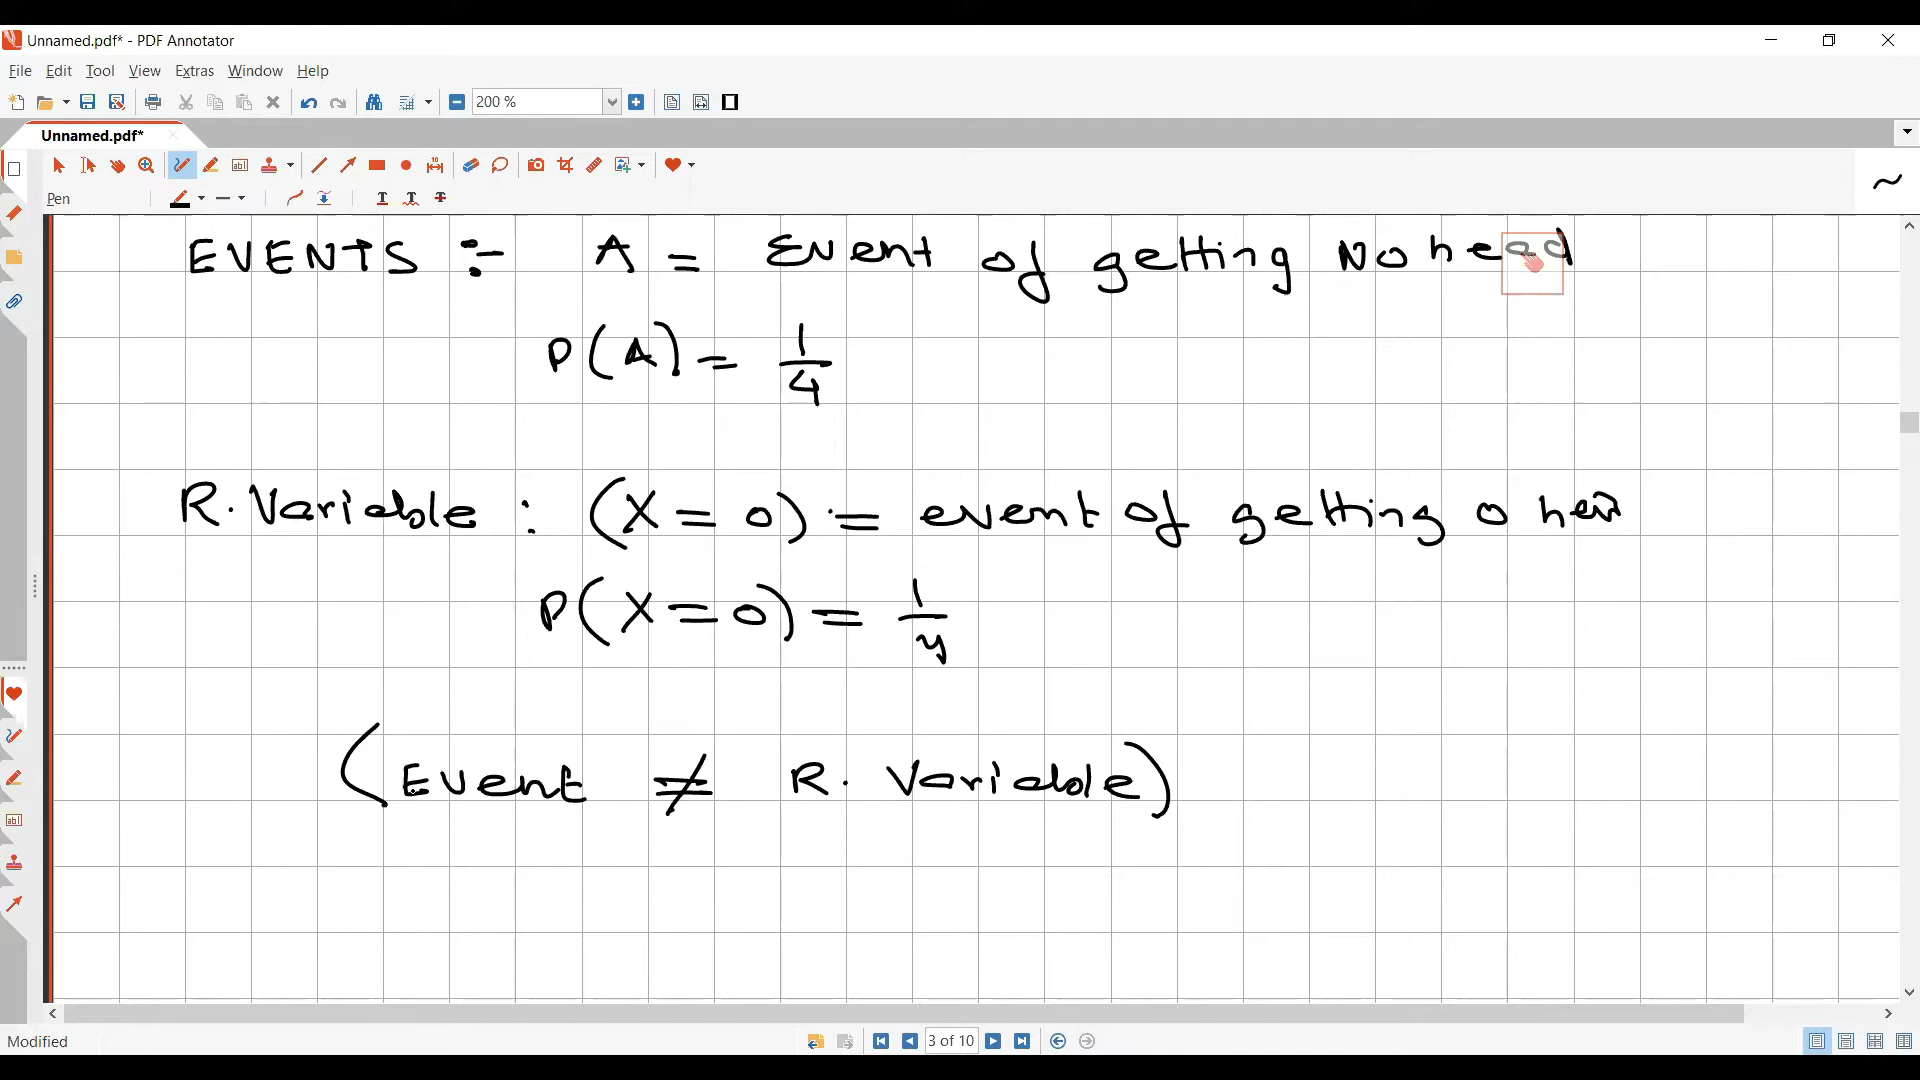 Unnamed.pdf* - PDF Annotator
File Edit Tool View Extras Window Help
200 %
Unnamed.pdf*
Pen
EVENTS :- A = Event of getting No head
P(A) = 1/4
R. Variable : (X = 0) = event of getting 0
P(X = 0) = 1/4
(Event ≠ R. Variable)
Modified
3 of 10